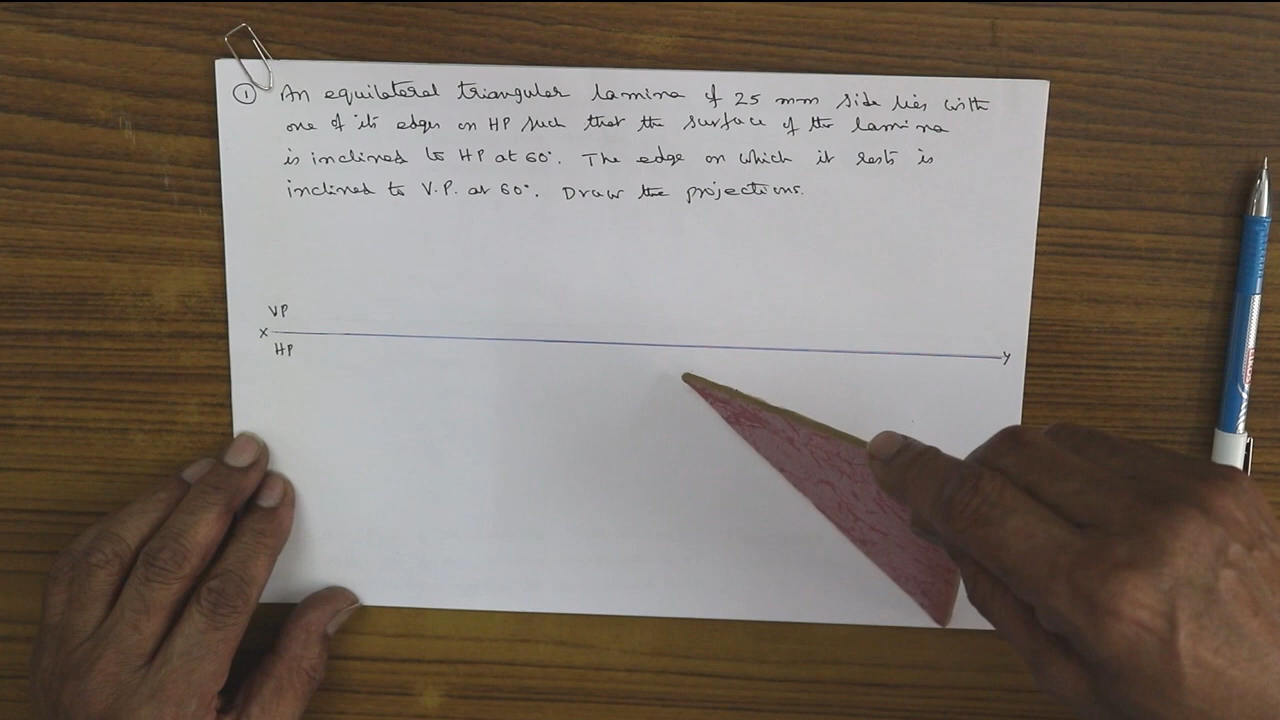 ① An equilateral triangular lamina of 25 mm side lies with
one of its edges on HP such that the surface of the lamina
is inclined to HP at 60°. The edge on which it rests is
inclined to V.P. at 60°. Draw the projections.
VP
X
HP
Y